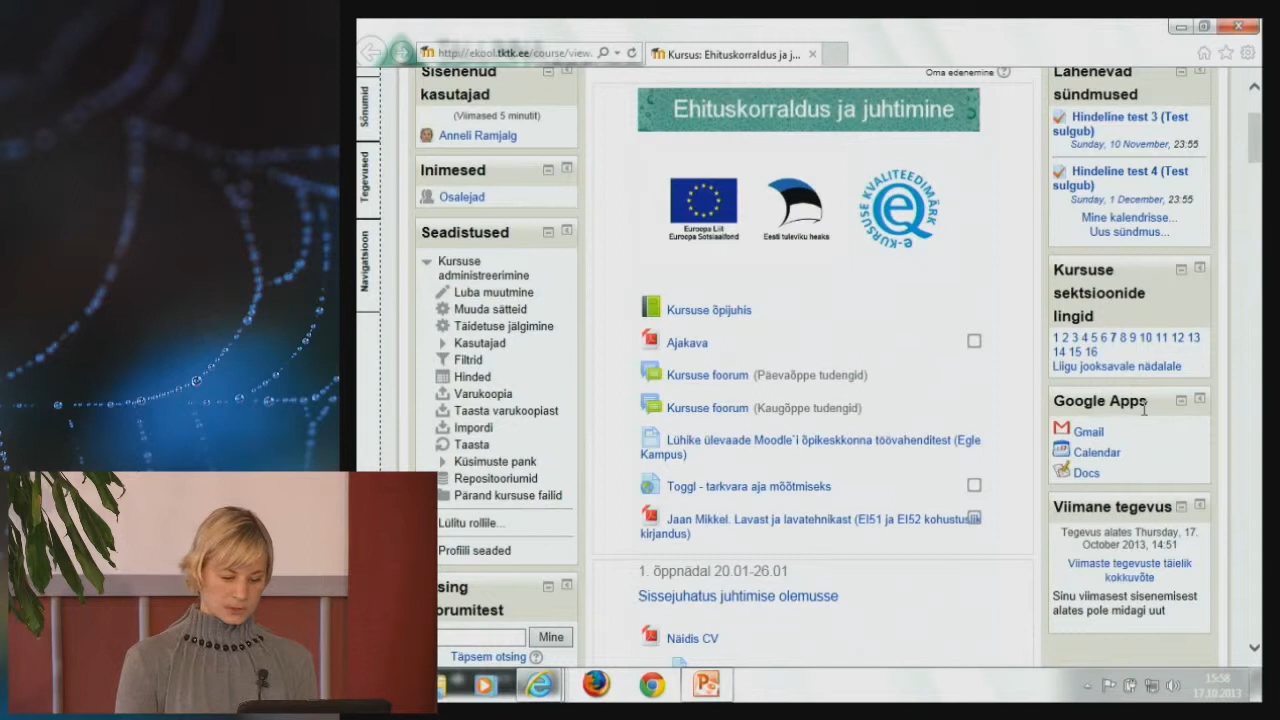 http://ekool.tktk.ee/course/view.
Kursus: Ehituskorraldus ja j...
Sõnumid
Tegevused
Navigatsioon
Sisenenud
kasutajad
(Viimased 5 minutit)
Anneli Ramjalg
Inimesed
Osalejad
Seadistused
Kursuse
administreerimine
Luba muutmine
Muuda sätteid
Täidetuse jälgimine
Kasutajad
Filtrid
Hinded
Varukoopia
Taasta varukoopiast
Impordi
Taasta
Küsimuste pank
Repositooriumid
Pärand kursuse failid
Lülitu rollile...
Profiili seaded
orumitest
Mine
Täpsem otsing
Oma edenemine
Ehituskorraldus ja juhtimine
Euroopa Liit
Euroopa Sotsiaalfond
Eesti tuleviku heaks
E-KURSUSE KVALITEEDIMÄRK
Kursuse õpijuhis
Ajakava
Kursuse foorum (Päevaõppe tudengid)
Kursuse foorum (Kaugõppe tudengid)
Lühike ülevaade Moodle`i õpikeskkonna töövahenditest (Egle
Kampus)
Toggl - tarkvara aja mõõtmiseks
Jaan Mikkel. Lavast ja lavatehnikast (EI51 ja EI52 kohustuslik
kirjandus)
1. õppnädal 20.01-26.01
Sissejuhatus juhtimise olemusse
Näidis CV
Lähenevad
sündmused
Hindeline test 3 (Test
sulgub)
Sunday, 10 November, 23:55
Hindeline test 4 (Test
sulgub)
Sunday, 1 December, 23:55
Mine kalendrisse...
Uus sündmus...
Kursuse
sektsioonide
lingid
1 2 3 4 5 6 7 8 9 10 11 12 13
14 15 16
Liigu jooksavale nädalale
Google Apps
Gmail
Calendar
Docs
Viimane tegevus
Tegevus alates Thursday, 17.
October 2013, 14:51
Viimaste tegevuste täielik
kokkuvõte
Sinu viimasest sisenemisest
alates pole midagi uut
15:58
17.10.2013